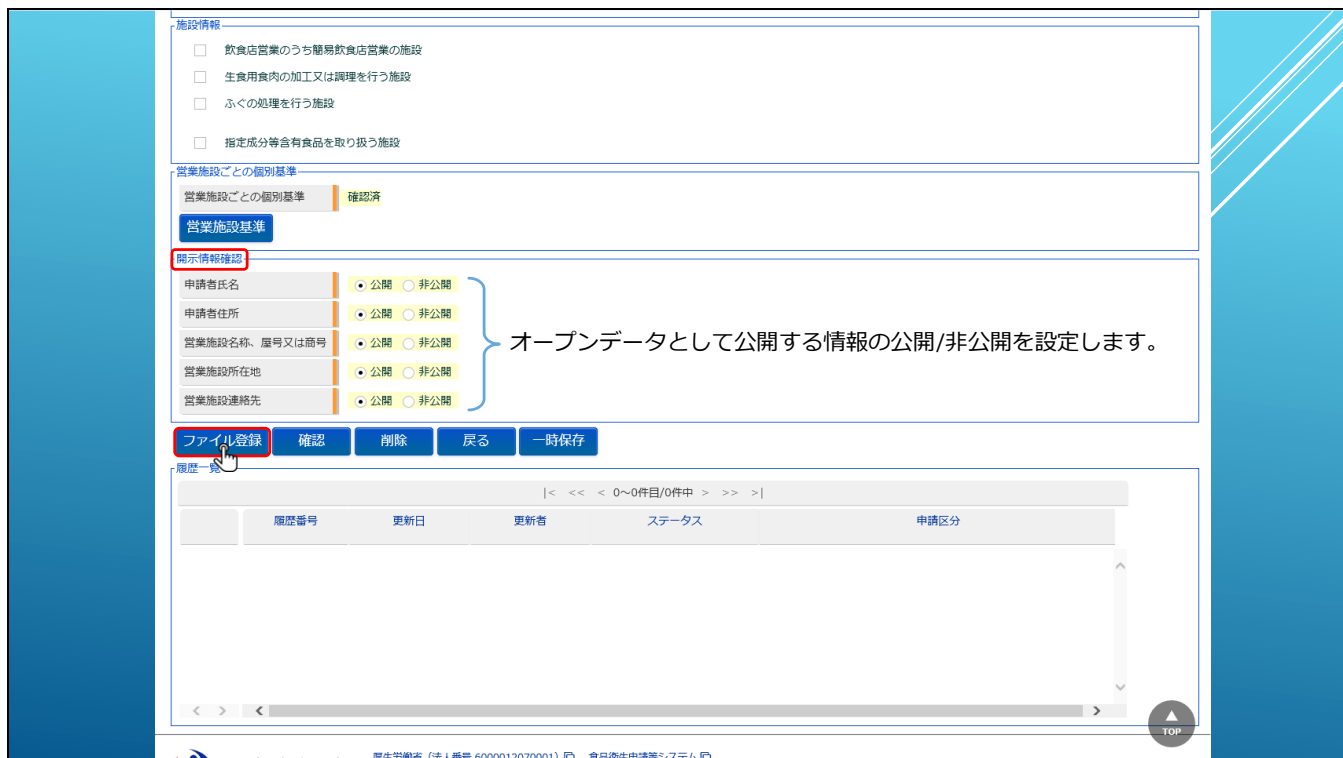 施設情報
飲食店営業のうち簡易飲食店営業の施設
生食用食肉の加工又は調理を行う施設
ふぐの処理を行う施設
指定成分等含有食品を取り扱う施設
営業施設ごとの個別基準
営業施設ごとの個別基準 確認済
営業施設基準
開示情報確認
申請者氏名 公開 非公開
申請者住所 公開 非公開
営業施設名称、屋号又は商号 公開 非公開
オープンデータとして公開する情報の公開/非公開を設定します。
営業施設所在地 公開 非公開
営業施設連絡先 公開 非公開
ファイル登録 確認 削除 戻る 一時保存
履歴一覧
|< << < 0～0件目/0件中 > >> >|
履歴番号 更新日 更新者 ステータス 申請区分
TOP
厚生労働省（法人番号 6000012070001） 食品衛生申請等システム